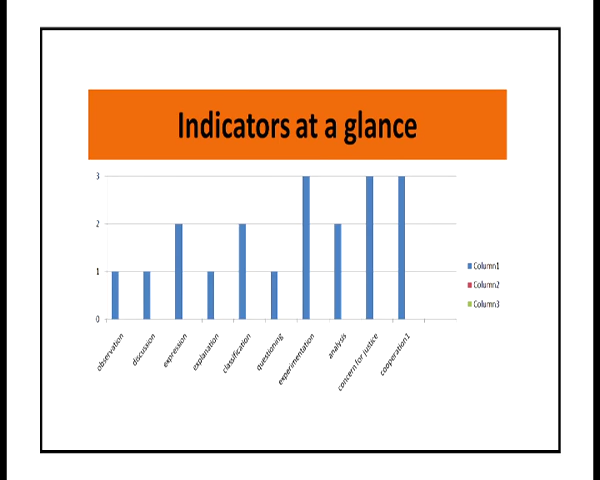 Indicators at a glance
3
2
1
0
observation
discussion
expression
explanation
classification
questioning
experimentation
analysis
concern for justice
cooperation1
Column1
Column2
Column3